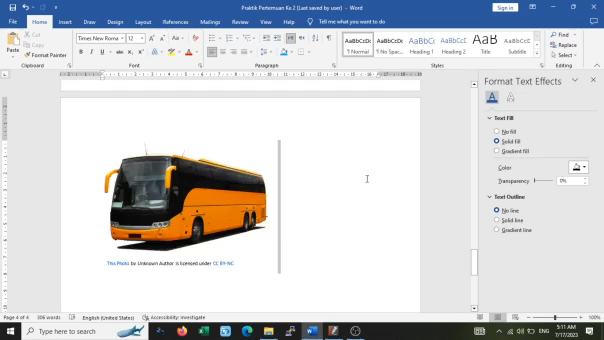 Praktik Pertemuan Ke 2 (Last saved by user) - Word
Sign in
File Home Insert Draw Design Layout References Mailings Review View Help Tell me what you want to do
Paste
Cut
Copy
Format Painter
Times New Roma 12
AaBbCcDc AaBbCcDc AaBbCc AaBbCcD AaB AaBbCcD
¶ Normal ¶ No Spac... Heading 1 Heading 2 Title Subtitle
Find
Replace
Select
Clipboard Font Paragraph Styles Editing
This Photo by Unknown Author is licensed under CC BY-NC
Format Text Effects
Text Fill
No fill
Solid fill
Gradient fill
Color
Transparency 0%
Text Outline
No line
Solid line
Gradient line
Page 4 of 4 306 words English (United States) Accessibility: Investigate
100%
Type here to search
ENG
5:11 AM
7/17/2023